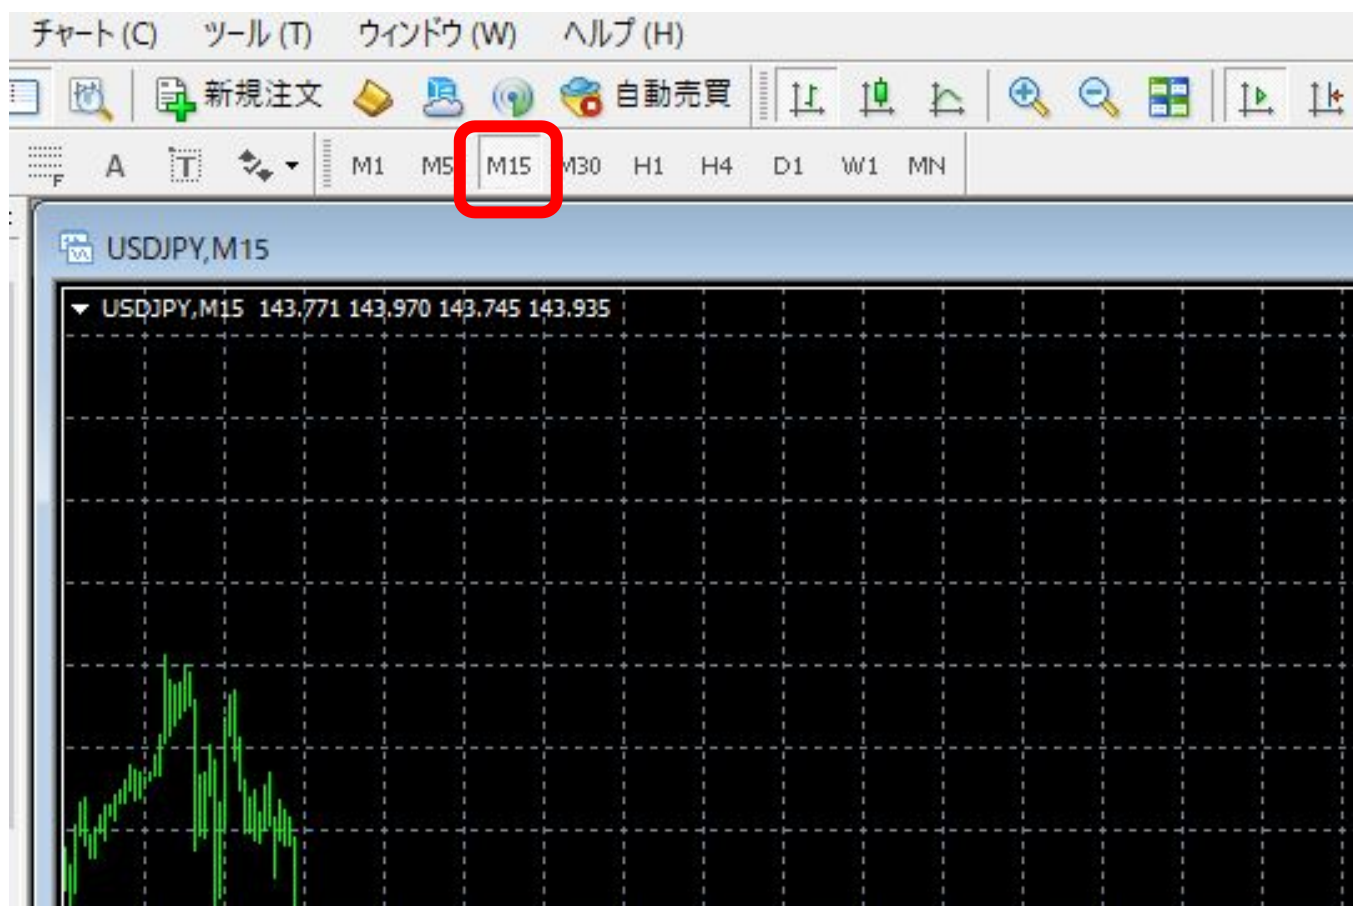 チャート (C) ツール (T) ウィンドウ (W) ヘルプ (H)
新規注文 自動売買
F A T M1 M5 M15 M30 H1 H4 D1 W1 MN
USDJPY,M15
USDJPY,M15 143.771 143.970 143.745 143.935